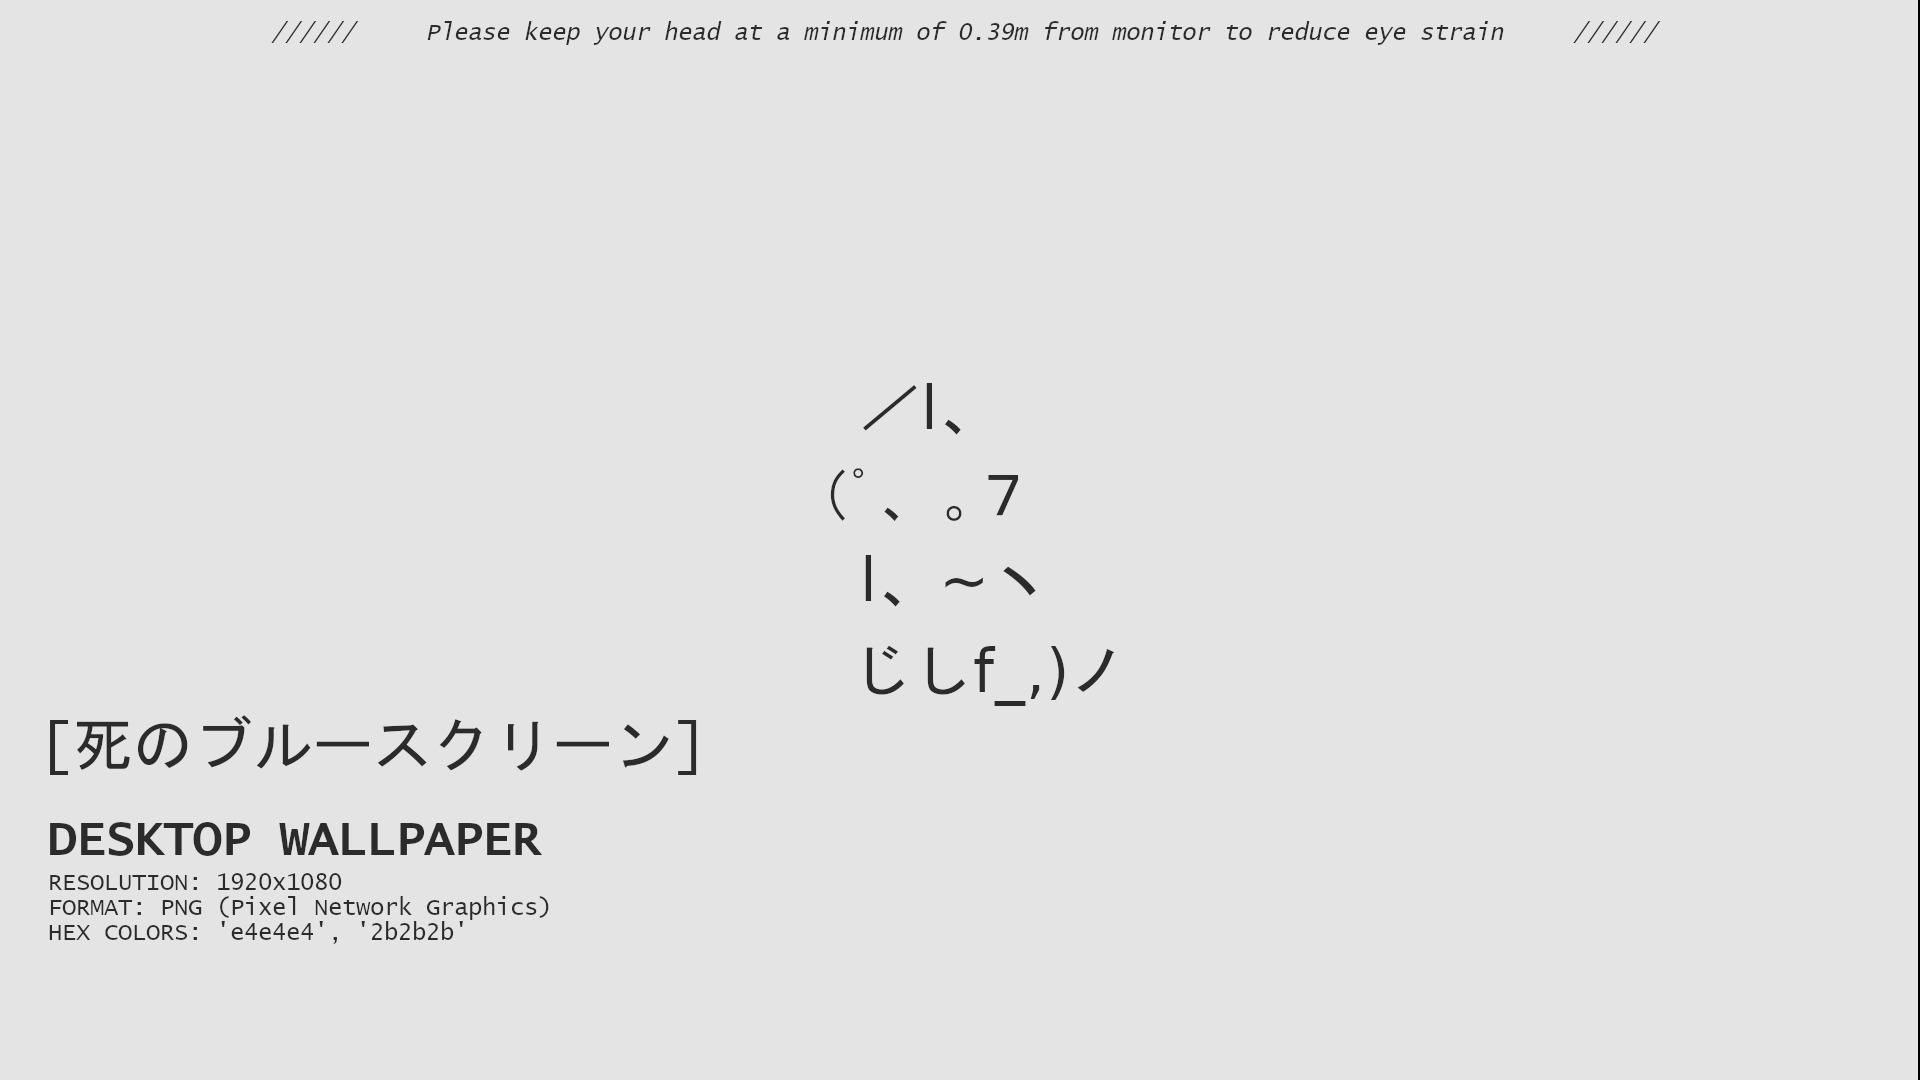 //////     Please keep your head at a minimum of 0.39m from monitor to reduce eye strain     //////
／l、
（ﾟ、 。7
l、 ~ヽ
じしf_,)ノ
[死のブルースクリーン]
DESKTOP WALLPAPER
RESOLUTION: 1920x1080
FORMAT: PNG (Pixel Network Graphics)
HEX COLORS: 'e4e4e4', '2b2b2b'